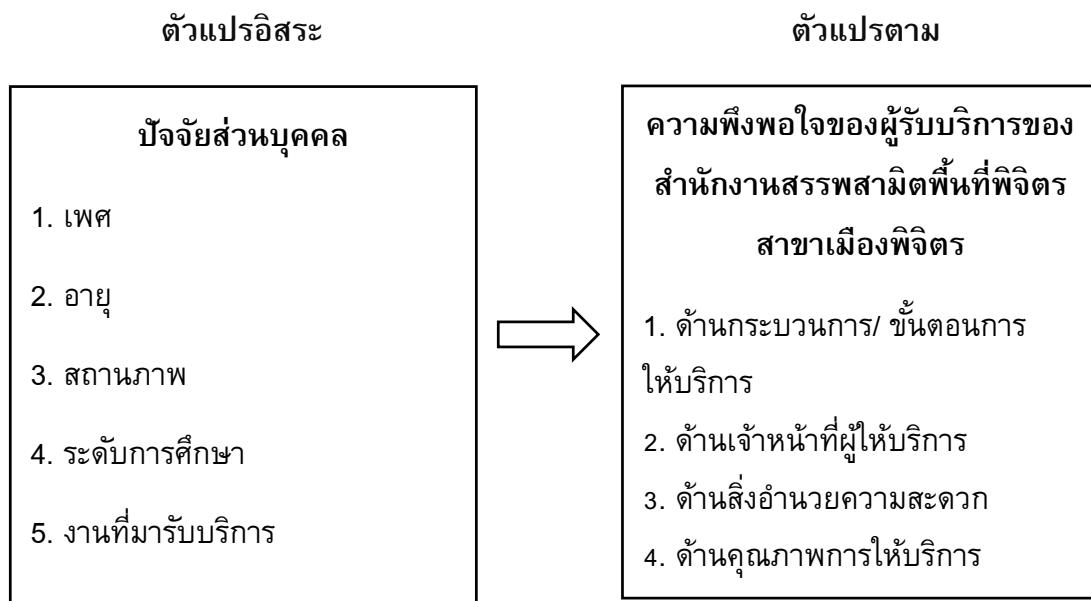 ตัวแปรอิสระ
ตัวแปรตาม
ปัจจัยส่วนบุคคล
1. เพศ
2. อายุ
3. สถานภาพ
4. ระดับการศึกษา
5. งานที่มารับบริการ
ความพึงพอใจของผู้รับบริการของ
สำนักงานสรรพสามิตพื้นที่พิจิตร
สาขาเมืองพิจิตร
1. ด้านกระบวนการ/ ขั้นตอนการ
ให้บริการ
2. ด้านเจ้าหน้าที่ผู้ให้บริการ
3. ด้านสิ่งอำนวยความสะดวก
4. ด้านคุณภาพการให้บริการ